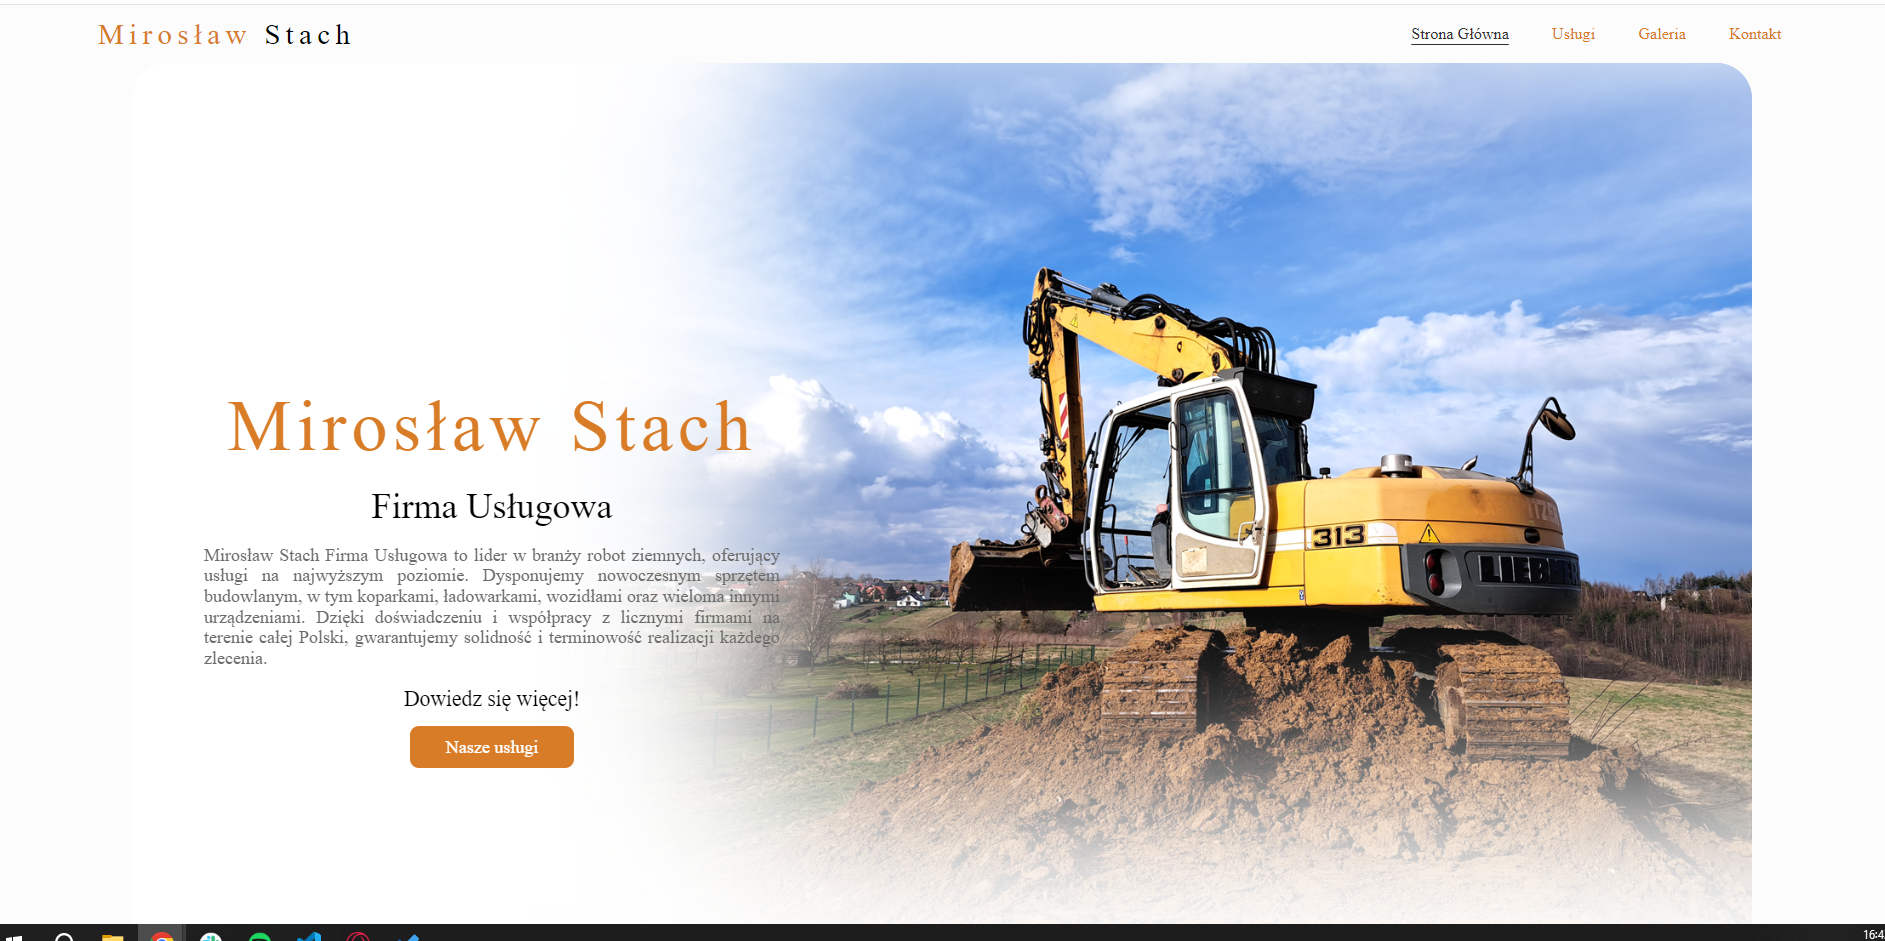 Mirosław Stach
Strona Główna Usługi Galeria Kontakt
Mirosław Stach
Firma Usługowa
Mirosław Stach Firma Usługowa to lider w branży robot ziemnych, oferujący
usługi na najwyższym poziomie. Dysponujemy nowoczesnym sprzętem
budowlanym, w tym koparkami, ładowarkami, wozidłami oraz wieloma innymi
urządzeniami. Dzięki doświadczeniu i współpracy z licznymi firmami na
terenie całej Polski, gwarantujemy solidność i terminowość realizacji każdego
zlecenia.
Dowiedz się więcej!
Nasze usługi
313